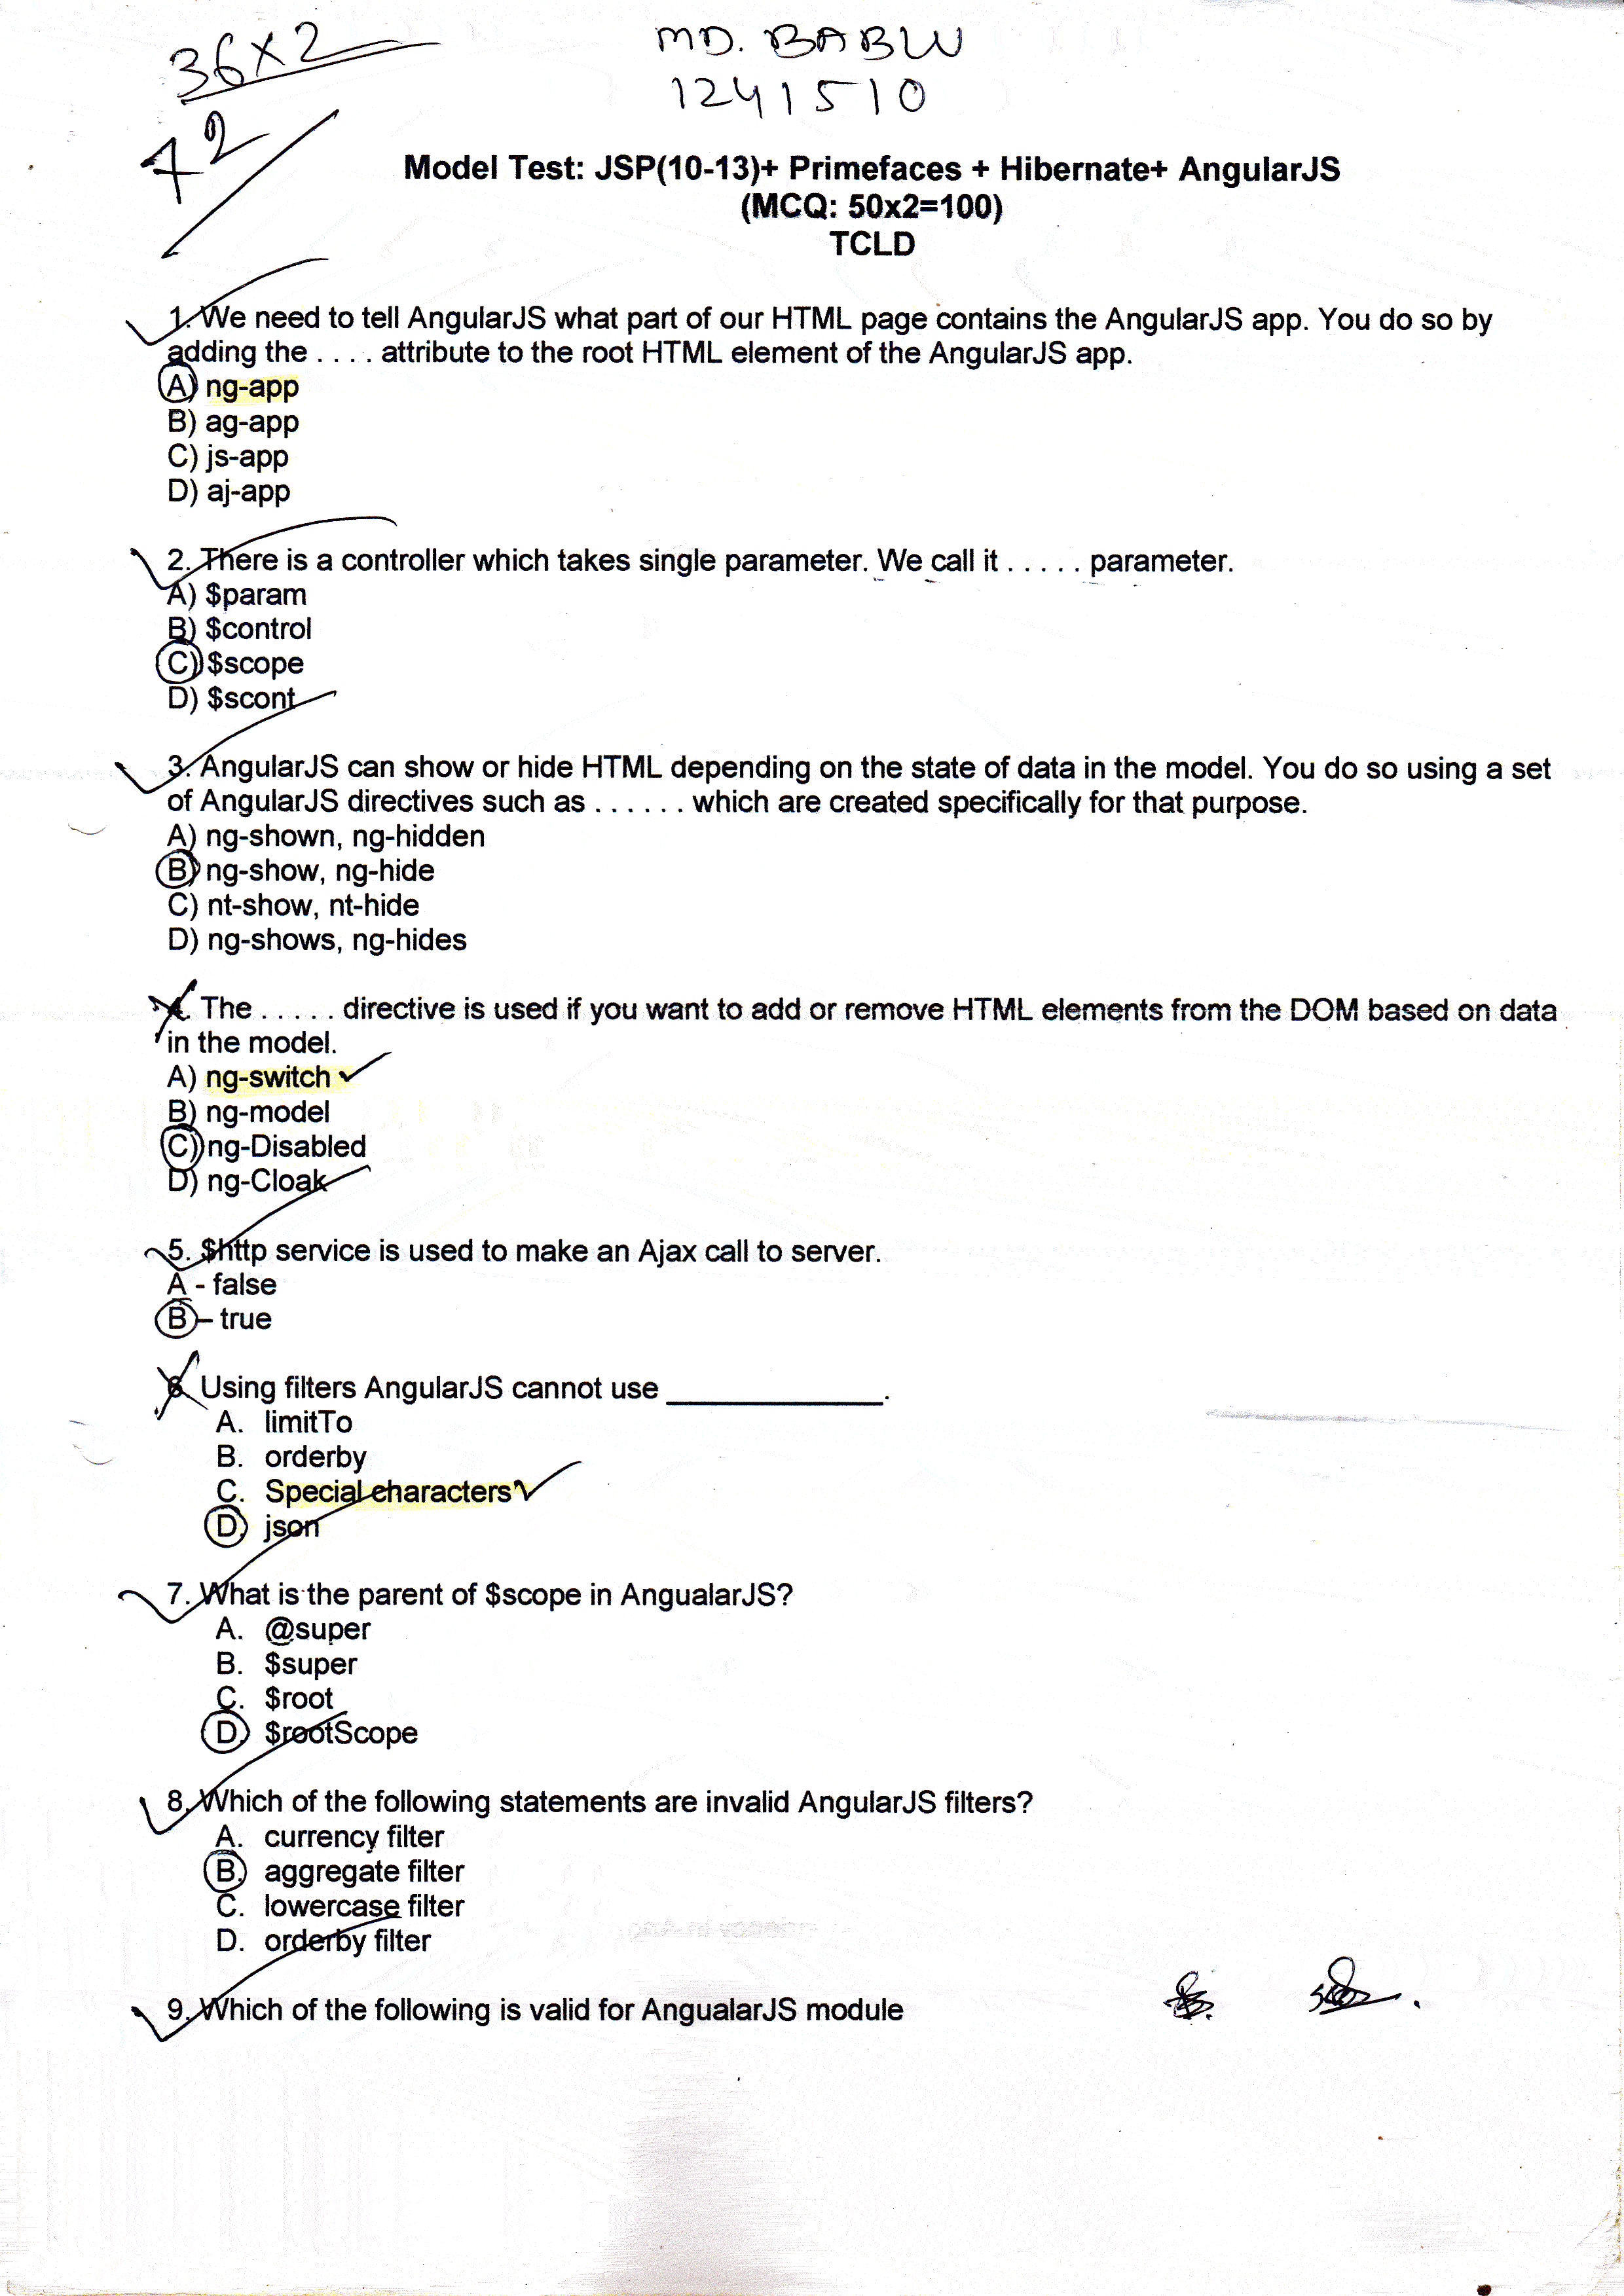 36x2
72
MD. BABLU
1241510
Model Test: JSP(10-13)+ Primefaces + Hibernate+ AngularJS
(MCQ: 50x2=100)
TCLD
1. We need to tell AngularJS what part of our HTML page contains the AngularJS app. You do so by
adding the . . . . attribute to the root HTML element of the AngularJS app.
A) ng-app
B) ag-app
C) js-app
D) aj-app
2. There is a controller which takes single parameter. We call it . . . . . parameter.
A) $param
B) $control
C) $scope
D) $scont
3. AngularJS can show or hide HTML depending on the state of data in the model. You do so using a set
of AngularJS directives such as . . . . . . which are created specifically for that purpose.
A) ng-shown, ng-hidden
B) ng-show, ng-hide
C) nt-show, nt-hide
D) ng-shows, ng-hides
4. The . . . . . directive is used if you want to add or remove HTML elements from the DOM based on data
in the model.
A) ng-switch
B) ng-model
C) ng-Disabled
D) ng-Cloak
5. $http service is used to make an Ajax call to server.
A - false
B - true
6. Using filters AngularJS cannot use ______________.
A. limitTo
B. orderby
C. Special characters
D. json
7. What is the parent of $scope in AngualarJS?
A. @super
B. $super
C. $root
D. $rootScope
8. Which of the following statements are invalid AngularJS filters?
A. currency filter
B. aggregate filter
C. lowercase filter
D. orderby filter
9. Which of the following is valid for AngualarJS module